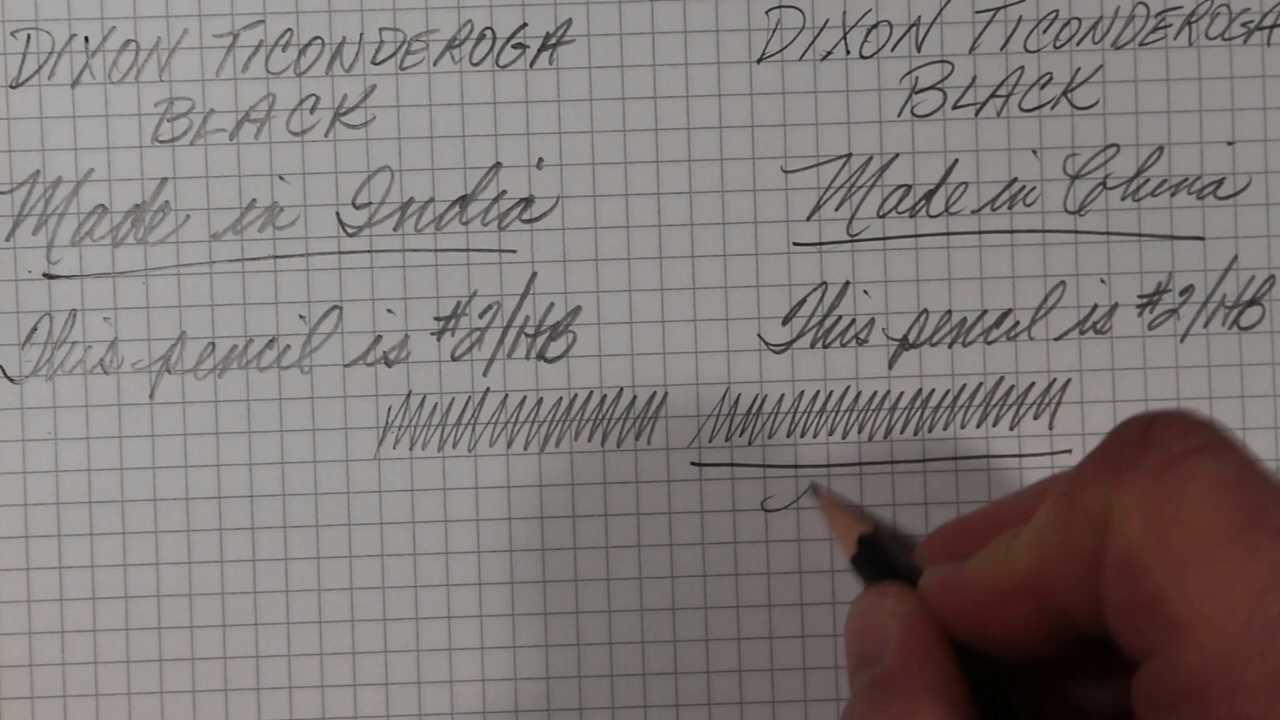 DIXON TICONDEROGA
BLACK
Made in India
This pencil is #2/HB
DIXON TICONDEROGA
BLACK
Made in China
This pencil is #2/HB